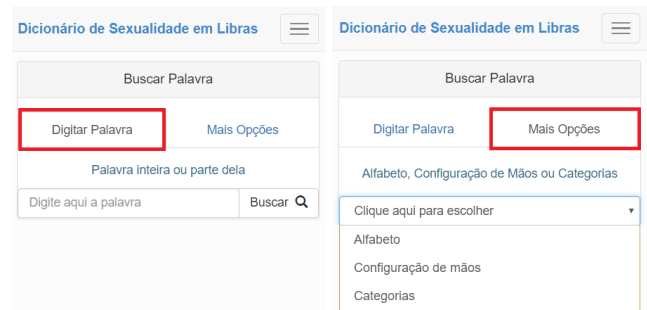 Dicionário de Sexualidade em Libras
Buscar Palavra
Digitar Palavra
Mais Opções
Palavra inteira ou parte dela
Digite aqui a palavra
Buscar
Dicionário de Sexualidade em Libras
Buscar Palavra
Digitar Palavra
Mais Opções
Alfabeto, Configuração de Mãos ou Categorias
Clique aqui para escolher
Alfabeto
Configuração de mãos
Categorias